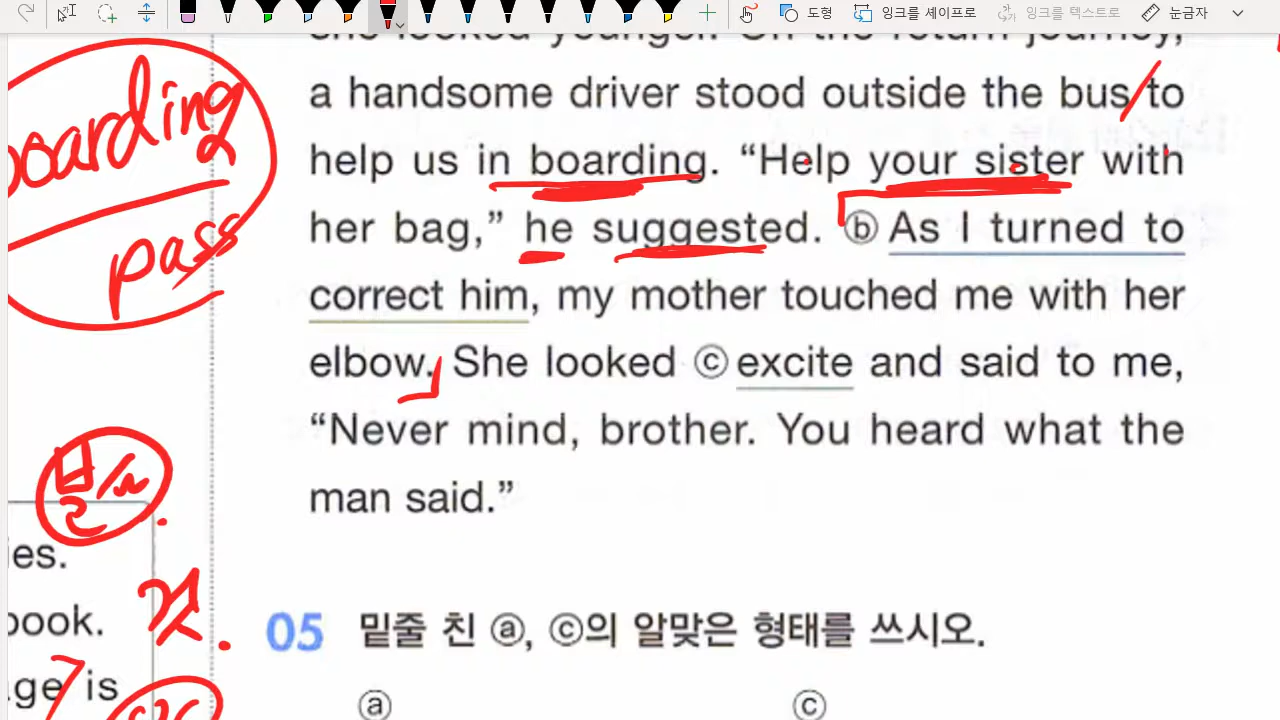 도형 잉크를 셰이프로 잉크를 텍스트로 눈금자
she looked younger. On the return journey,
a handsome driver stood outside the bus to
help us in boarding. “Help your sister with
her bag,” he suggested. ⓑ As I turned to
correct him, my mother touched me with her
elbow. She looked ⓒ excite and said to me,
“Never mind, brother. You heard what the
man said.”
boarding
pass
ies.
book.
ge is
것.
05 밑줄 친 ⓐ, ⓒ의 알맞은 형태를 쓰시오.
ⓐ ⓒ